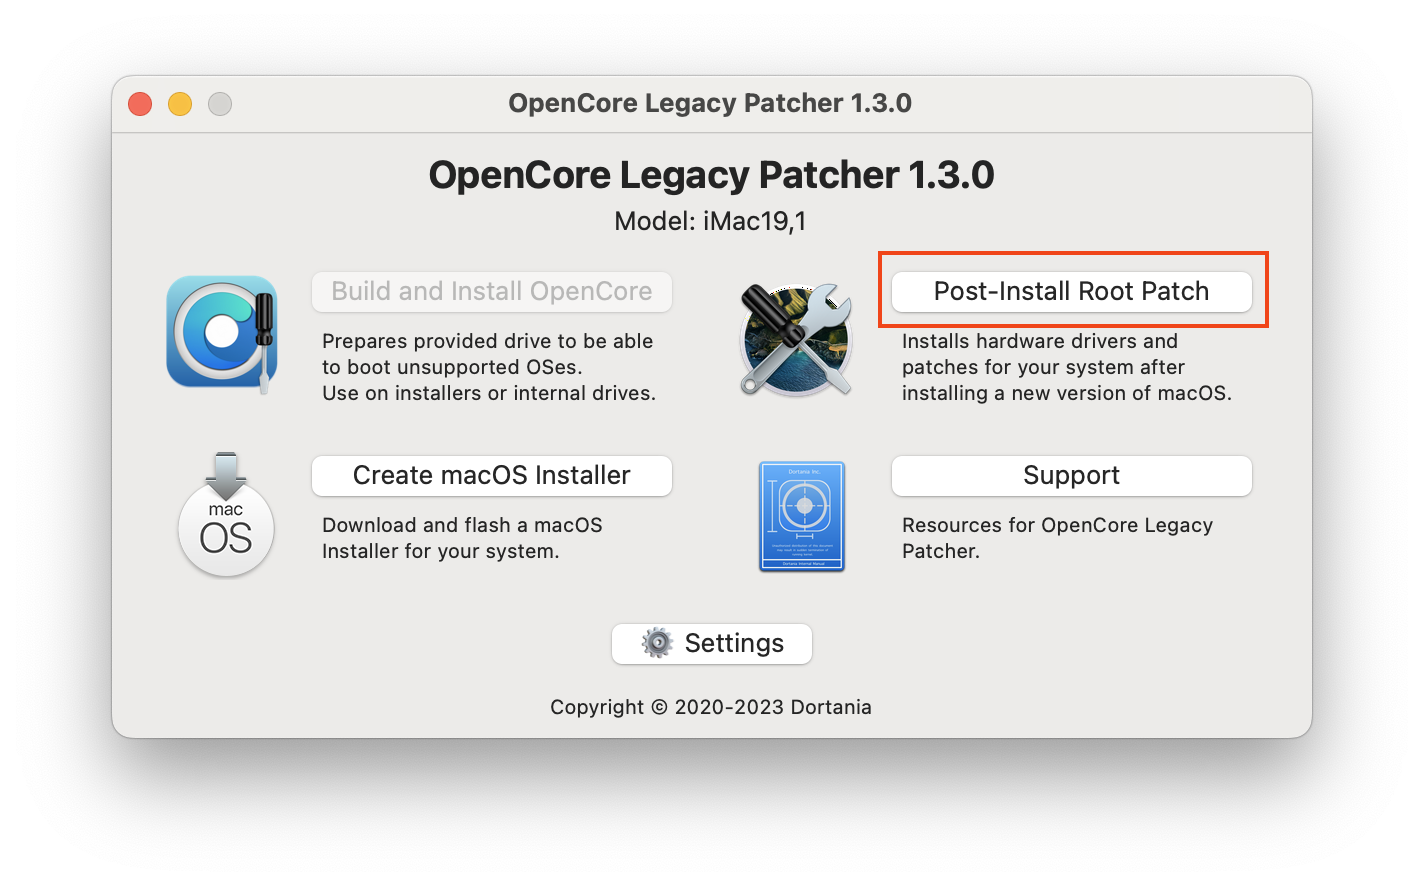 OpenCore Legacy Patcher 1.3.0
OpenCore Legacy Patcher 1.3.0
Model: iMac19,1
Build and Install OpenCore
Prepares provided drive to be able
to boot unsupported OSes.
Use on installers or internal drives.
Post-Install Root Patch
Installs hardware drivers and
patches for your system after
installing a new version of macOS.
mac
OS
Create macOS Installer
Download and flash a macOS
Installer for your system.
Dortania Inc.
Dortania Internal Manual
Support
Resources for OpenCore Legacy
Patcher.
Settings
Copyright © 2020-2023 Dortania